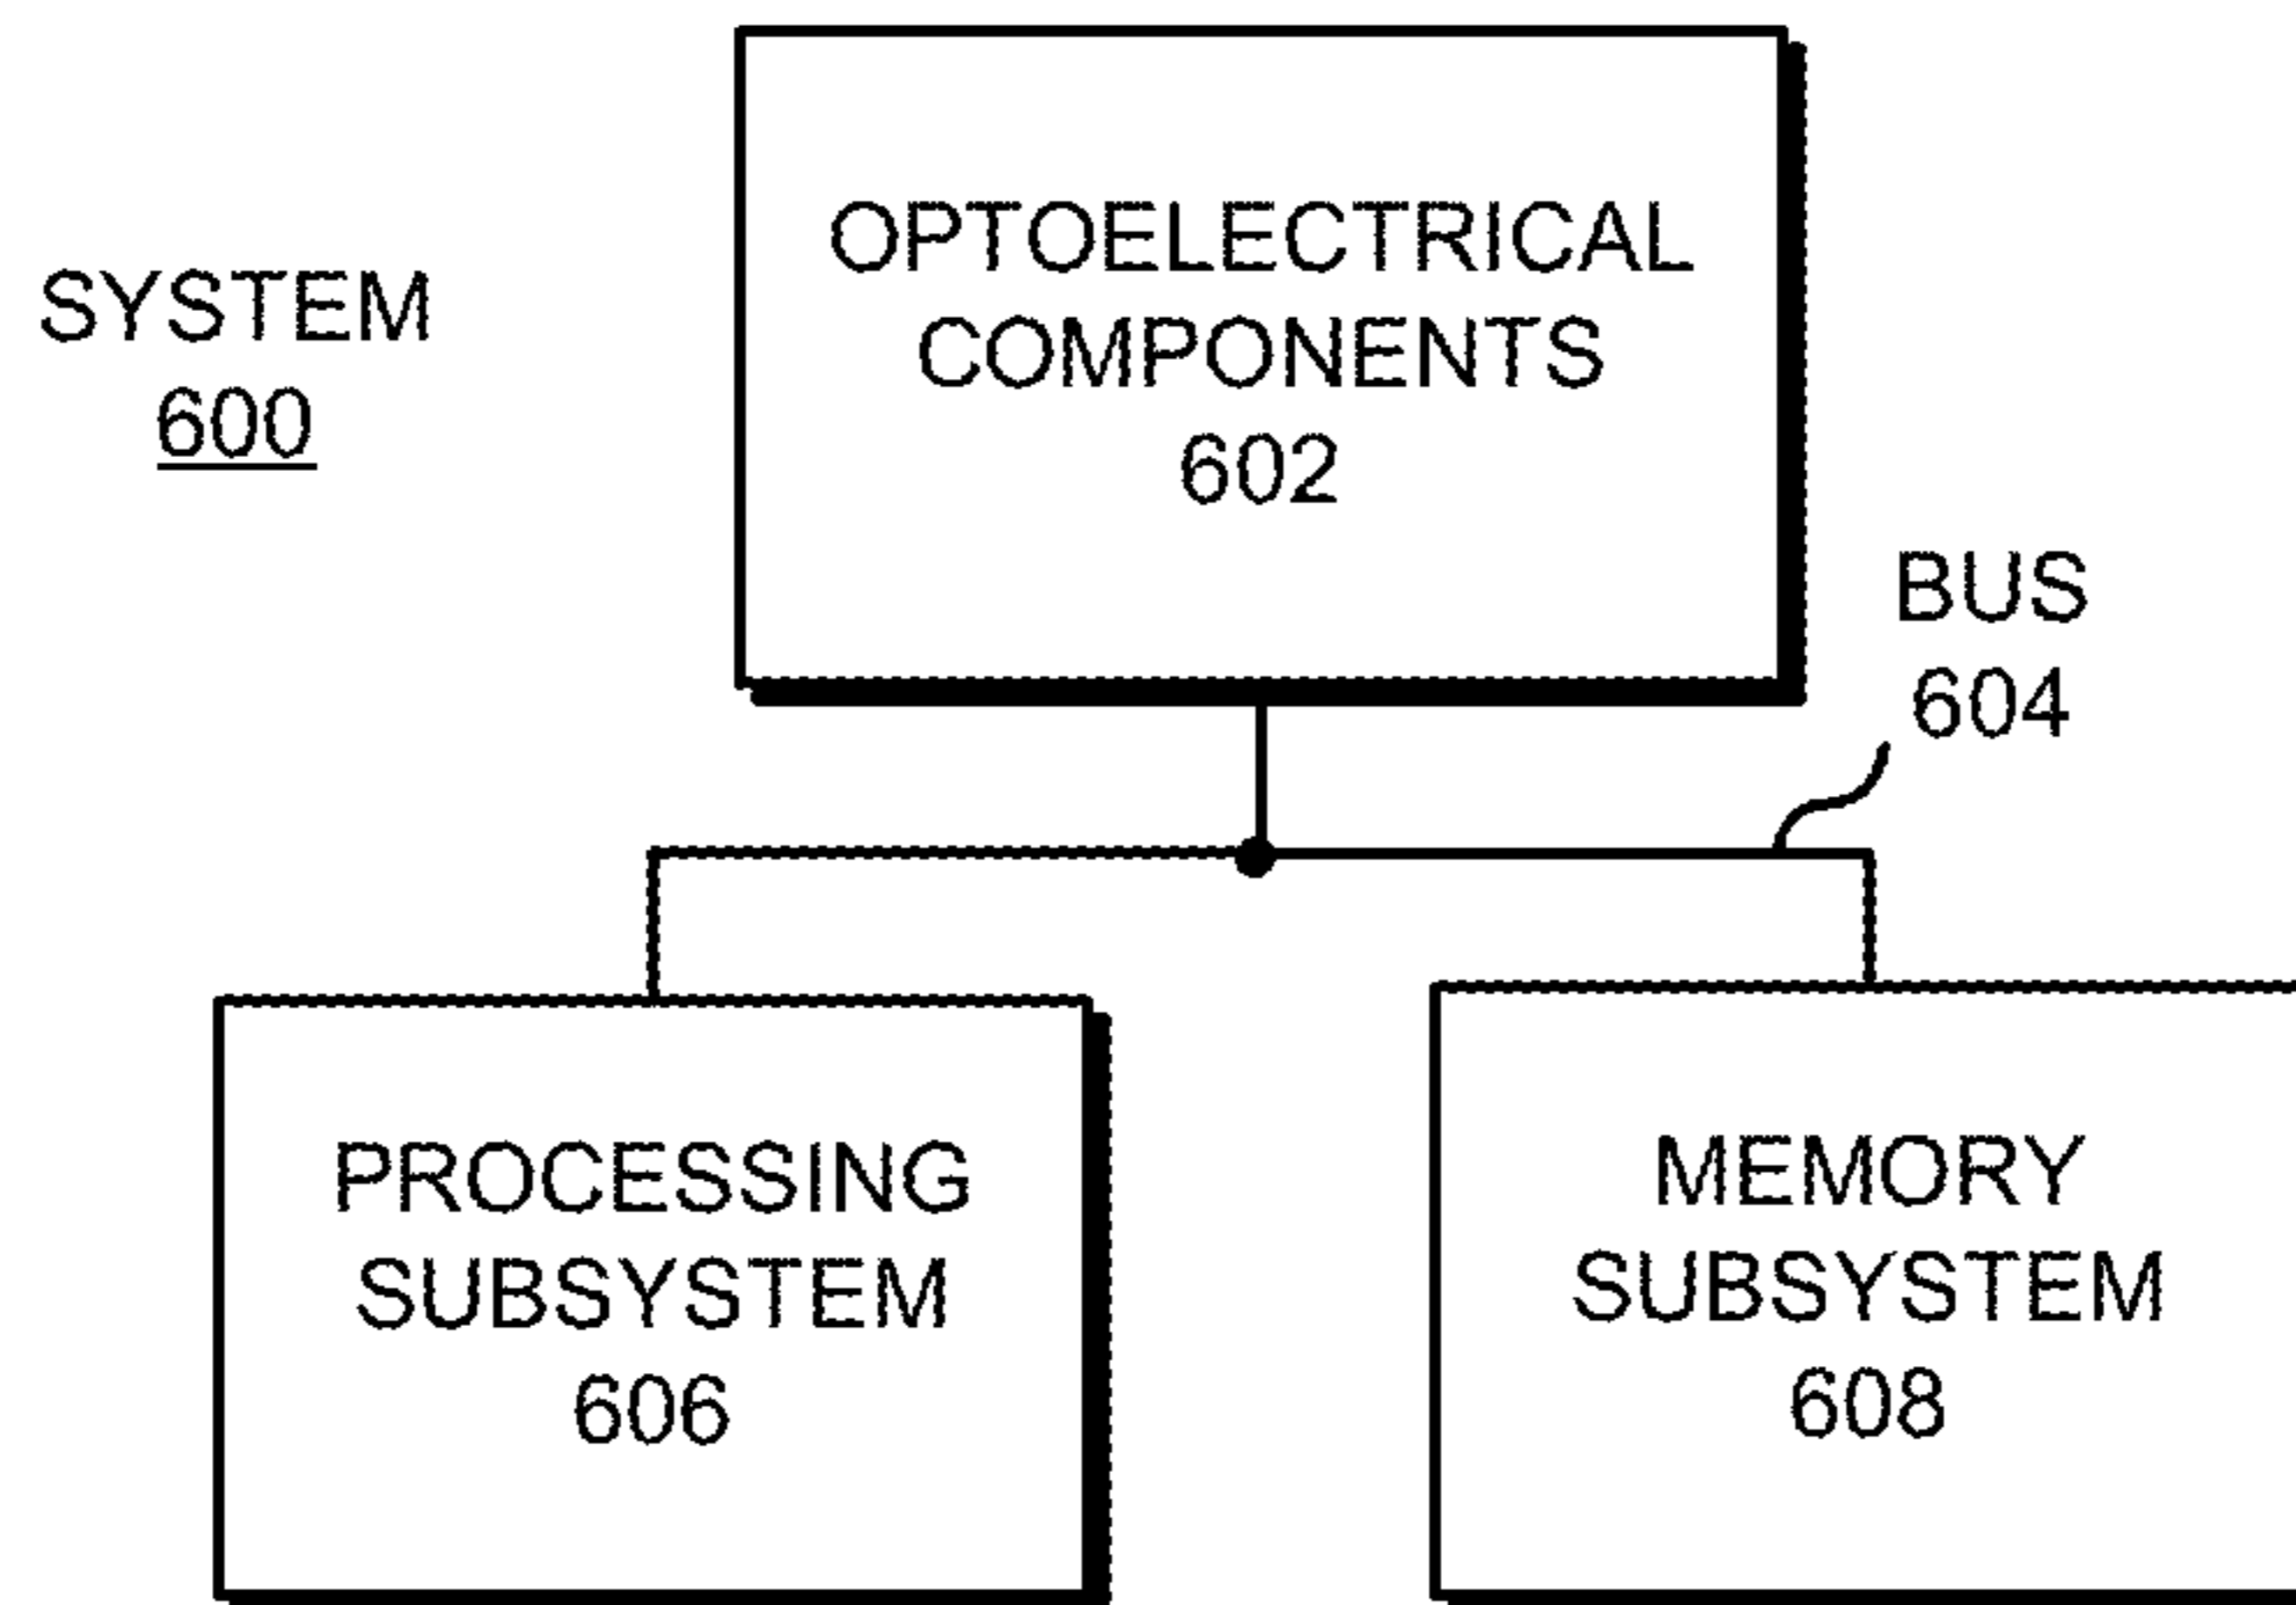 SYSTEM
600
OPTOELECTRICAL
COMPONENTS
602
BUS
604
PROCESSING
SUBSYSTEM
606
MEMORY
SUBSYSTEM
608